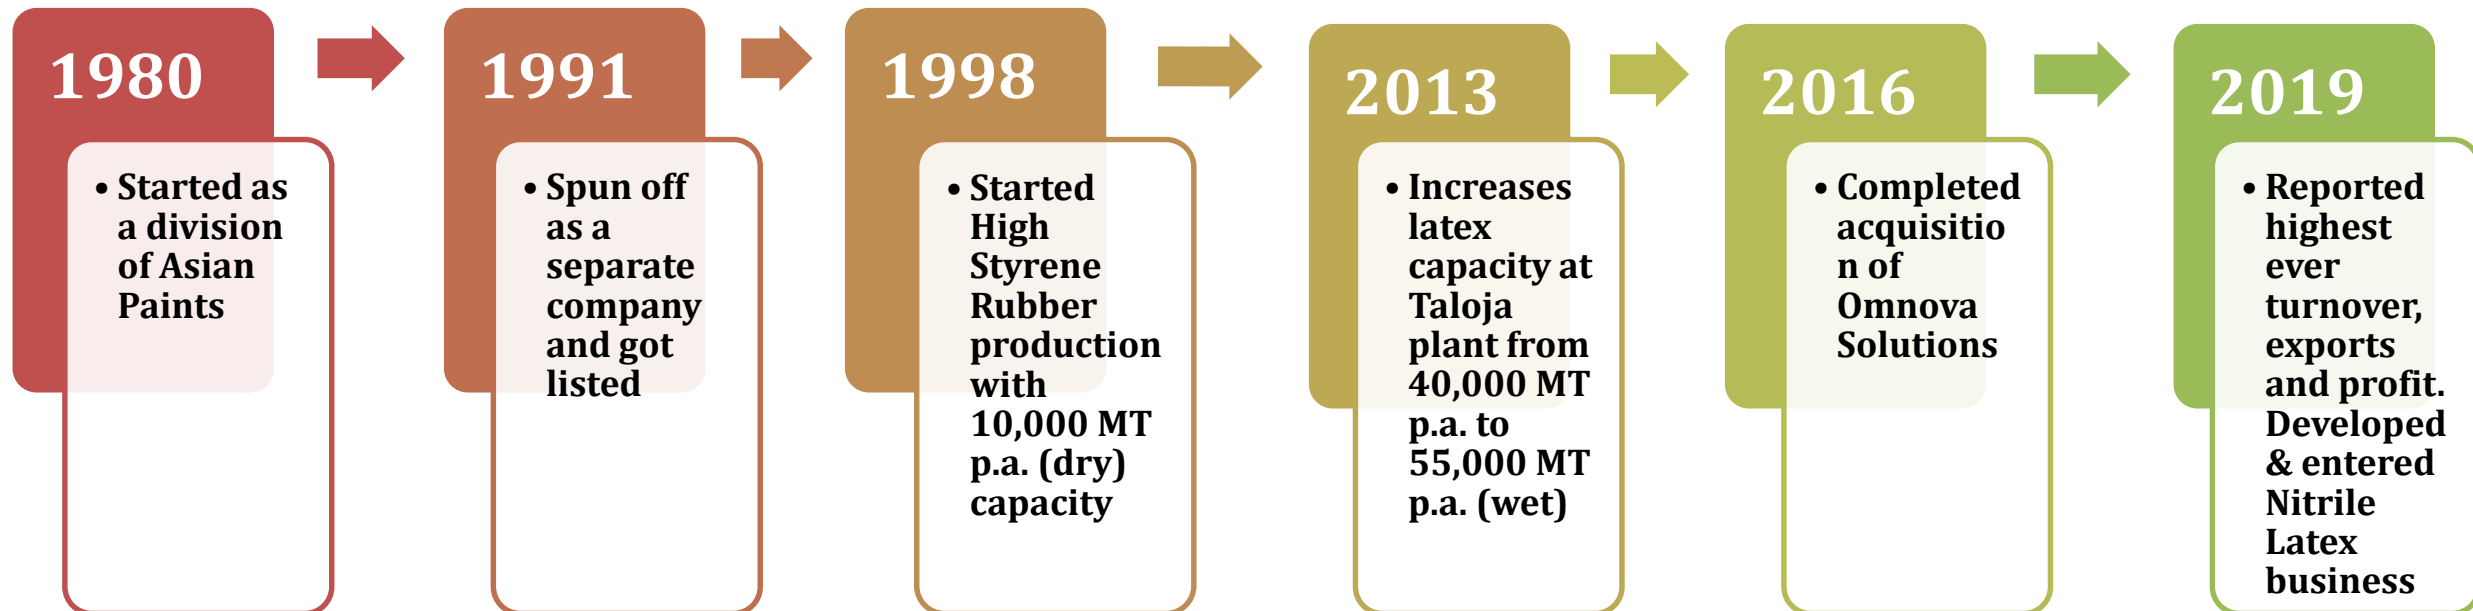 1980
• Started as
a division
of Asian
Paints
1991
• Spun off
as a
separate
company
and got
listed
1998
• Started
High
Styrene
Rubber
production
with
10,000 MT
p.a. (dry)
capacity
2013
• Increases
latex
capacity at
Taloja
plant from
40,000 MT
p.a. to
55,000 MT
p.a. (wet)
2016
• Completed
acquisitio
n of
Omnova
Solutions
2019
• Reported
highest
ever
turnover,
exports
and profit.
Developed
& entered
Nitrile
Latex
business